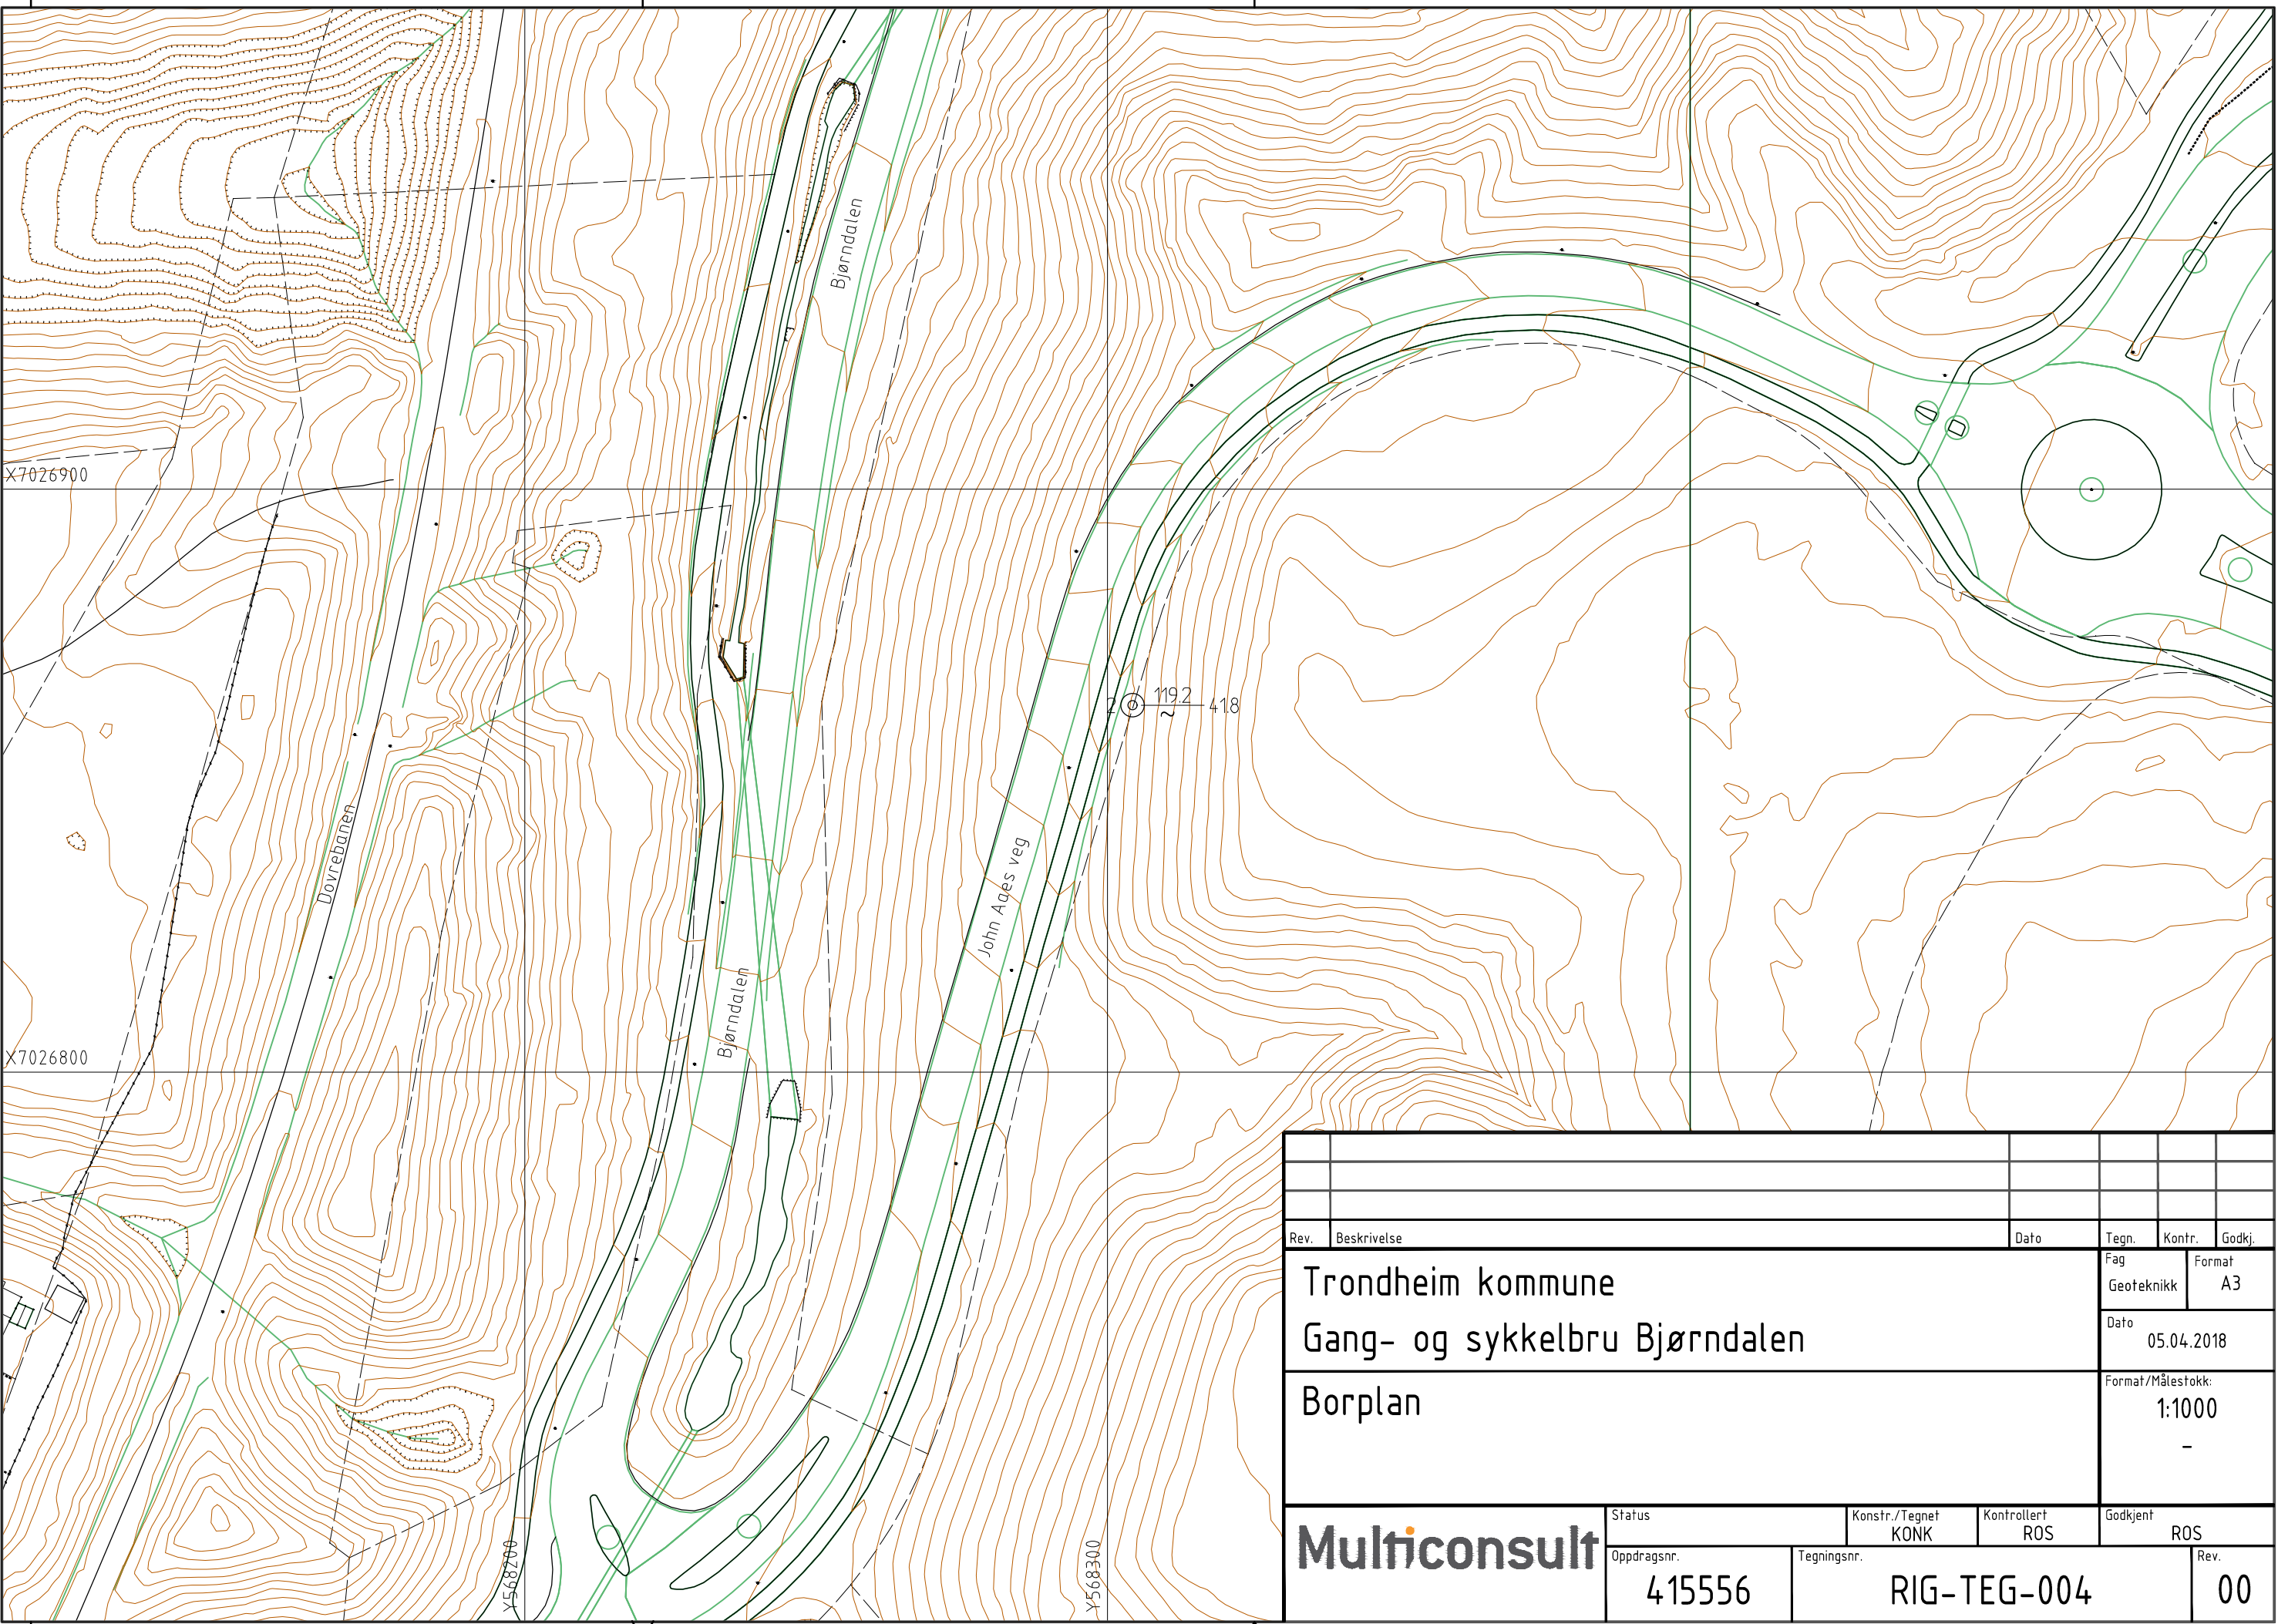 Bjørndalen
X7026900
2 119.2 ~ 41.8
Dovrebanen
John Aaes veg
Bjørndalen
X7026800
Y568200
Y568300
Rev. Beskrivelse Dato Tegn. Kontr. Godkj.
Trondheim kommune
Gang- og sykkelbru Bjørndalen
Fag
Geoteknikk
Format
A3
Dato
05.04.2018
Borplan
Format/Målestokk:
1:1000
-
Multiconsult
Status
Konstr./Tegnet
KONK
Kontrollert
ROS
Godkjent
ROS
Oppdragsnr.
415556
Tegningsnr.
RIG-TEG-004
Rev.
00